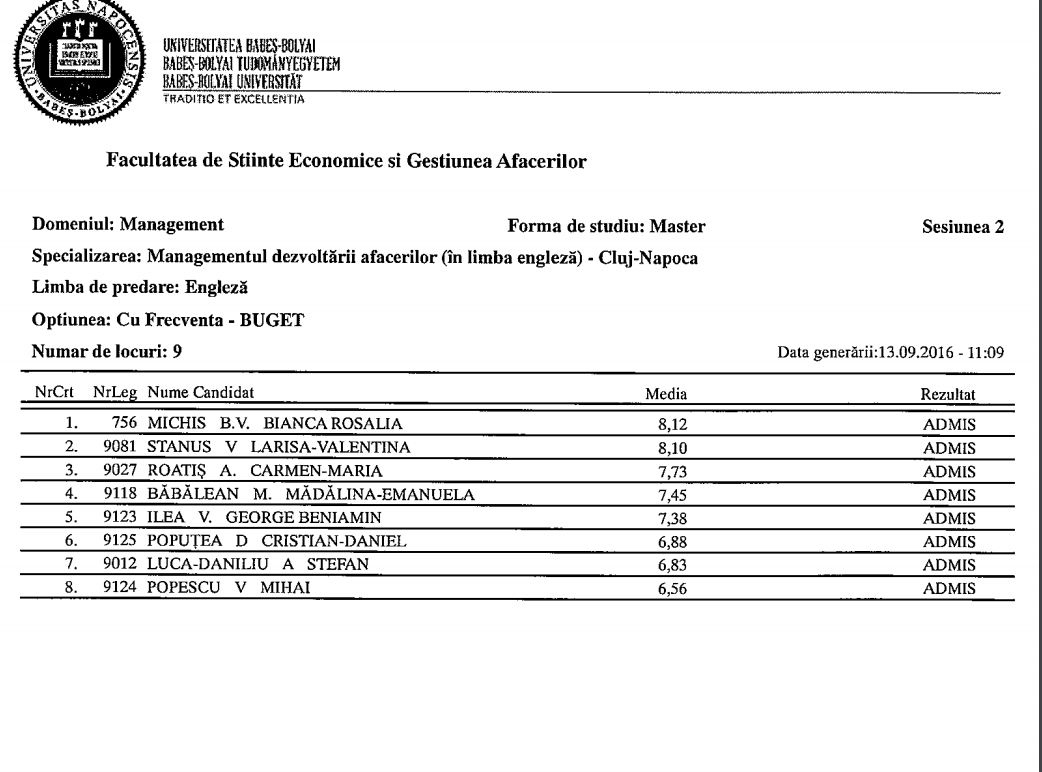 UNIVERSITAS NAPOCENSIS
BABEȘ-BOLYAI
UNIVERSITATEA BABEȘ-BOLYAI
BABEȘ-BOLYAI TUDOMÁNYEGYETEM
BABEȘ-BOLYAI UNIVERSITÄT
TRADITIO ET EXCELLENTIA
Facultatea de Stiinte Economice si Gestiunea Afacerilor
Domeniul: Management Forma de studiu: Master Sesiunea 2
Specializarea: Managementul dezvoltării afacerilor (în limba engleză) - Cluj-Napoca
Limba de predare: Engleză
Optiunea: Cu Frecventa - BUGET
Numar de locuri: 9 Data generării:13.09.2016 - 11:09
NrCrt NrLeg Nume Candidat Media Rezultat
1. 756 MICHIS B.V. BIANCA ROSALIA 8,12 ADMIS
2. 9081 STANUS V LARISA-VALENTINA 8,10 ADMIS
3. 9027 ROATIȘ A. CARMEN-MARIA 7,73 ADMIS
4. 9118 BĂBĂLEAN M. MĂDĂLINA-EMANUELA 7,45 ADMIS
5. 9123 ILEA V. GEORGE BENIAMIN 7,38 ADMIS
6. 9125 POPUȚEA D CRISTIAN-DANIEL 6,88 ADMIS
7. 9012 LUCA-DANILIU A STEFAN 6,83 ADMIS
8. 9124 POPESCU V MIHAI 6,56 ADMIS